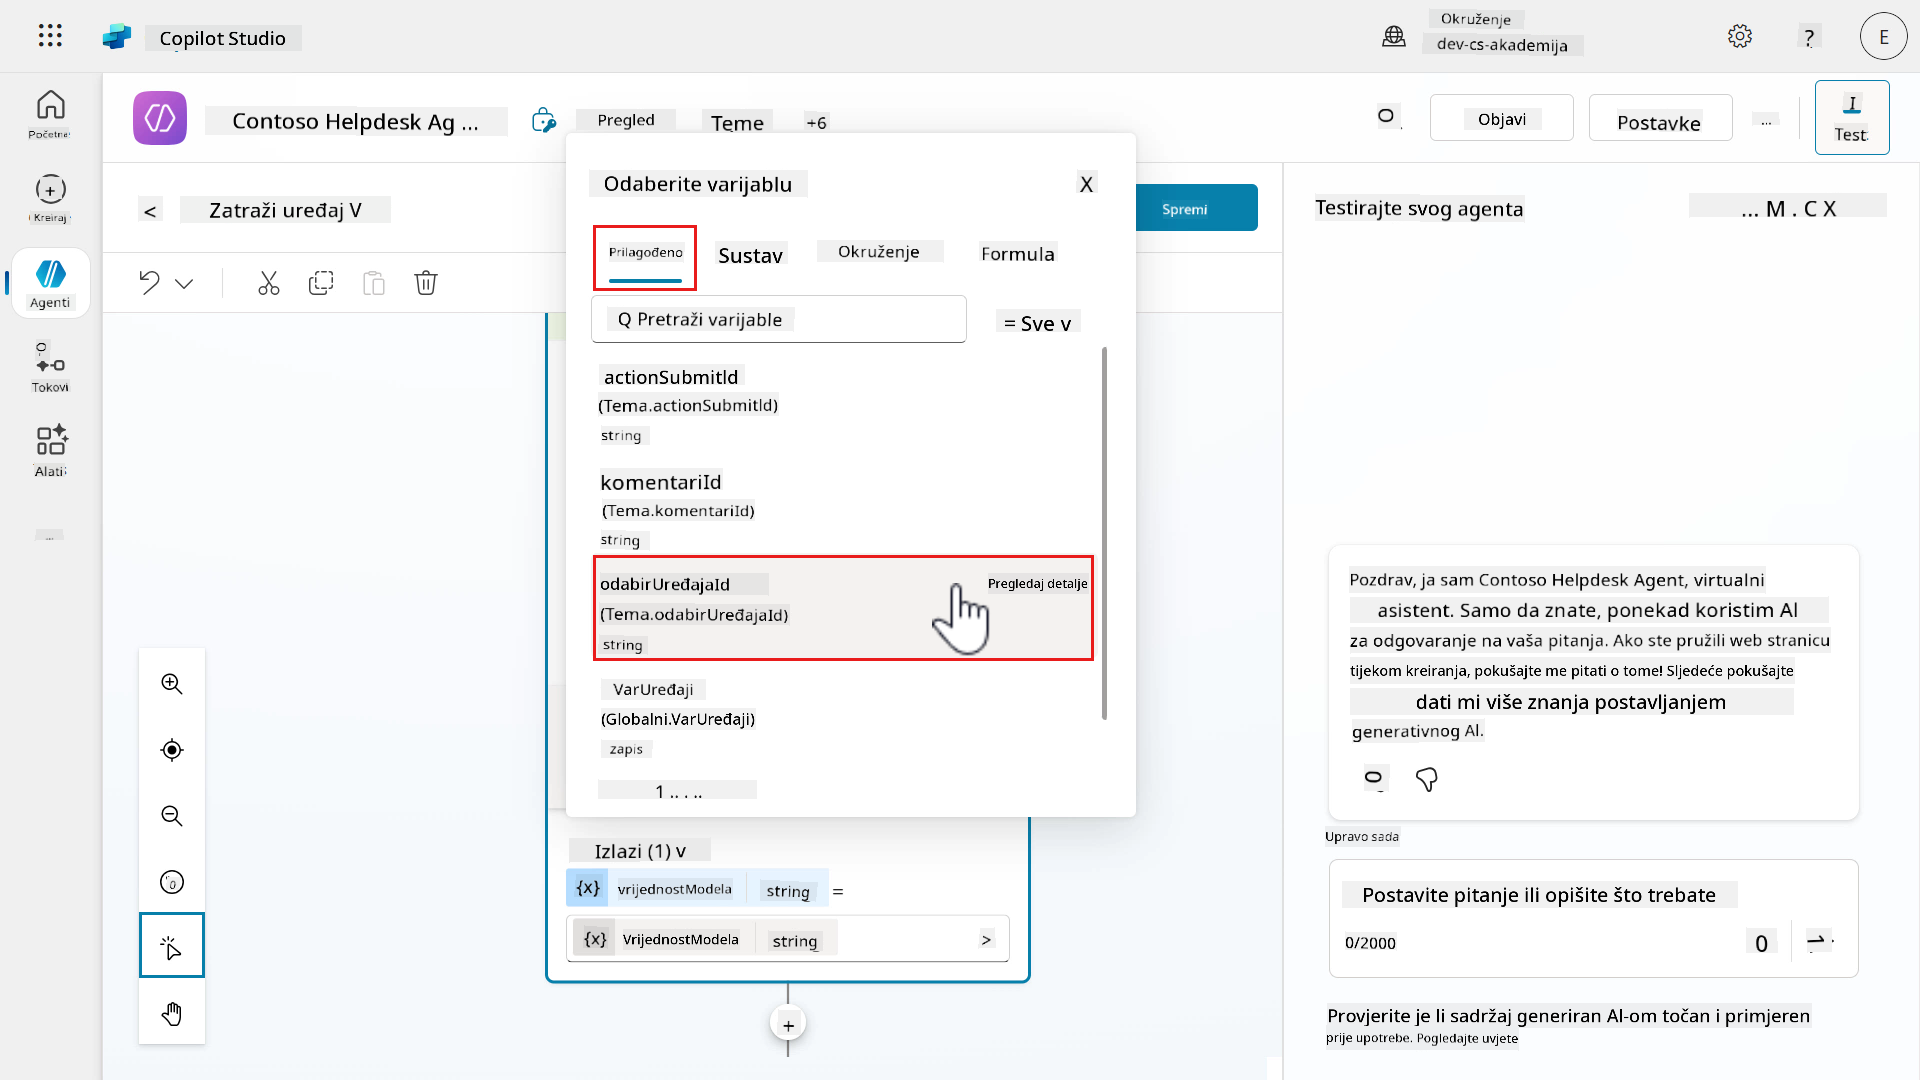 Copilot Studio
Okruženje
dev-cs-akademija
?
E
Početna
Kreiraj
Agenti
Tokovi
Alati
Contoso Helpdesk Ag ...
Pregled
Teme
+6
Objavi
Postavke
...
Test
< Zatraži uređaj V
Spremi
Odaberite varijablu
X
Prilagođeno
Sustav
Okruženje
Formula
Q Pretraži varijable
= Sve v
actionSubmitId
(Tema.actionSubmitId)
string
komentariId
(Tema.komentariId)
string
odabirUređajaId
Pregledaj detalje
(Tema.odabirUređajaId)
string
VarUređaji
(Globalni.VarUređaji)
zapis
Izlazi (1) v
{x} vrijednostModela string =
{x} VrijednostModela string >
+
Testirajte svog agenta
... M . C X
Pozdrav, ja sam Contoso Helpdesk Agent, virtualni
asistent. Samo da znate, ponekad koristim AI
za odgovaranje na vaša pitanja. Ako ste pružili web stranicu
tijekom kreiranja, pokušajte me pitati o tome! Sljedeće pokušajte
dati mi više znanja postavljanjem
generativnog AI.
Upravo sada
Postavite pitanje ili opišite što trebate
0/2000
0
Provjerite je li sadržaj generiran AI-om točan i primjeren
prije upotrebe. Pogledajte uvjete